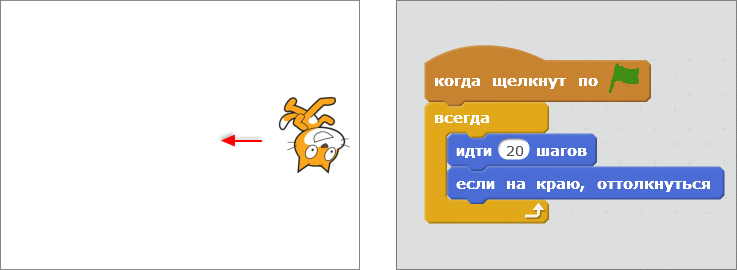 когда щелкнут по
всегда
идти 20 шагов
если на краю, оттолкнуться